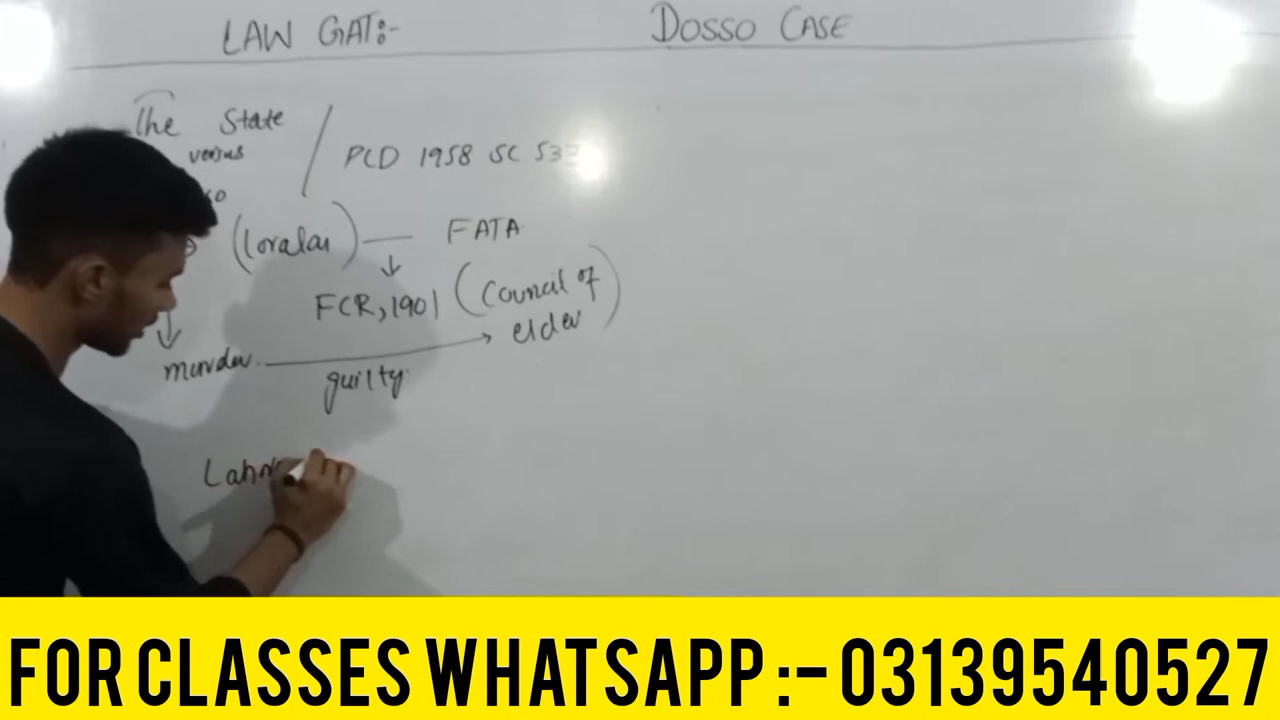 LAW GAT:- DOSSO CASE
The State
versus
PLD 1958 SC 533
(Loralai) — FATA
↓
FCR, 1901 (Council of elder)
↓
murder → guilty
Lahr
FOR CLASSES WHATSAPP :- 03139540527